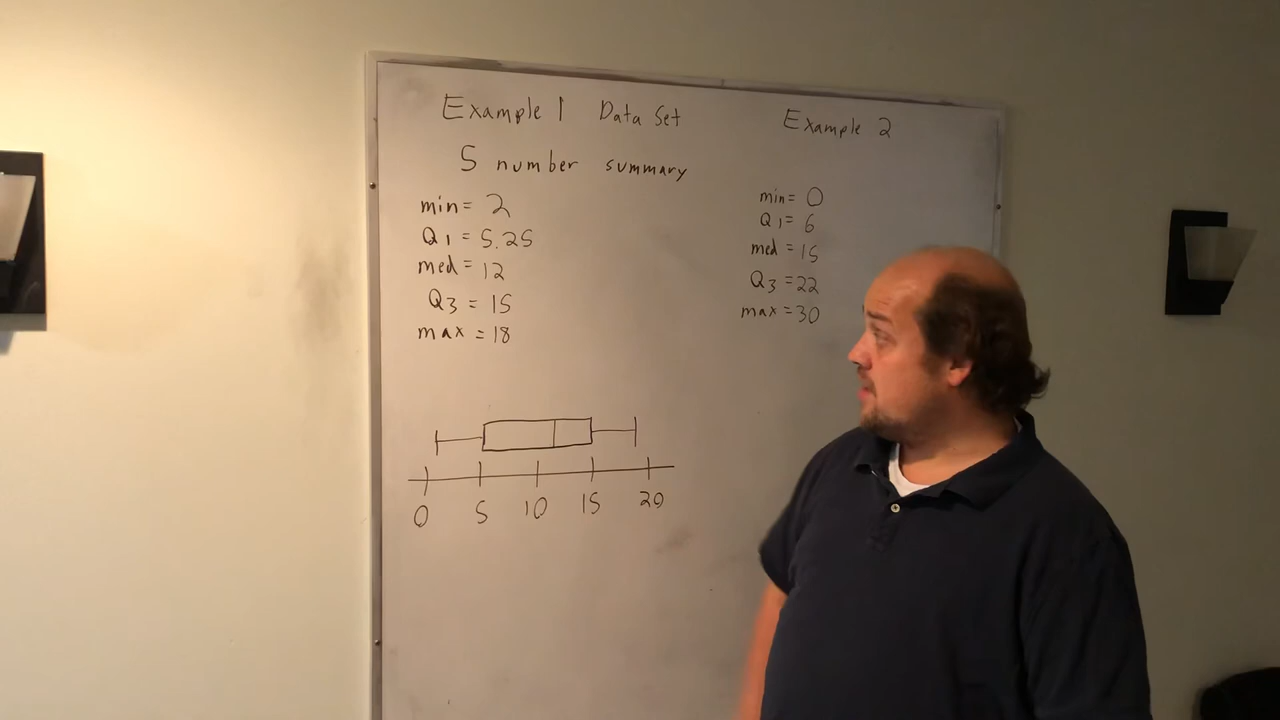 Example 1 Data Set
5 number summary
min = 2
Q1 = 5.25
med = 12
Q3 = 15
max = 18
0 5 10 15 20
Example 2
min = 0
Q1 = 6
med = 15
Q3 = 22
max = 30